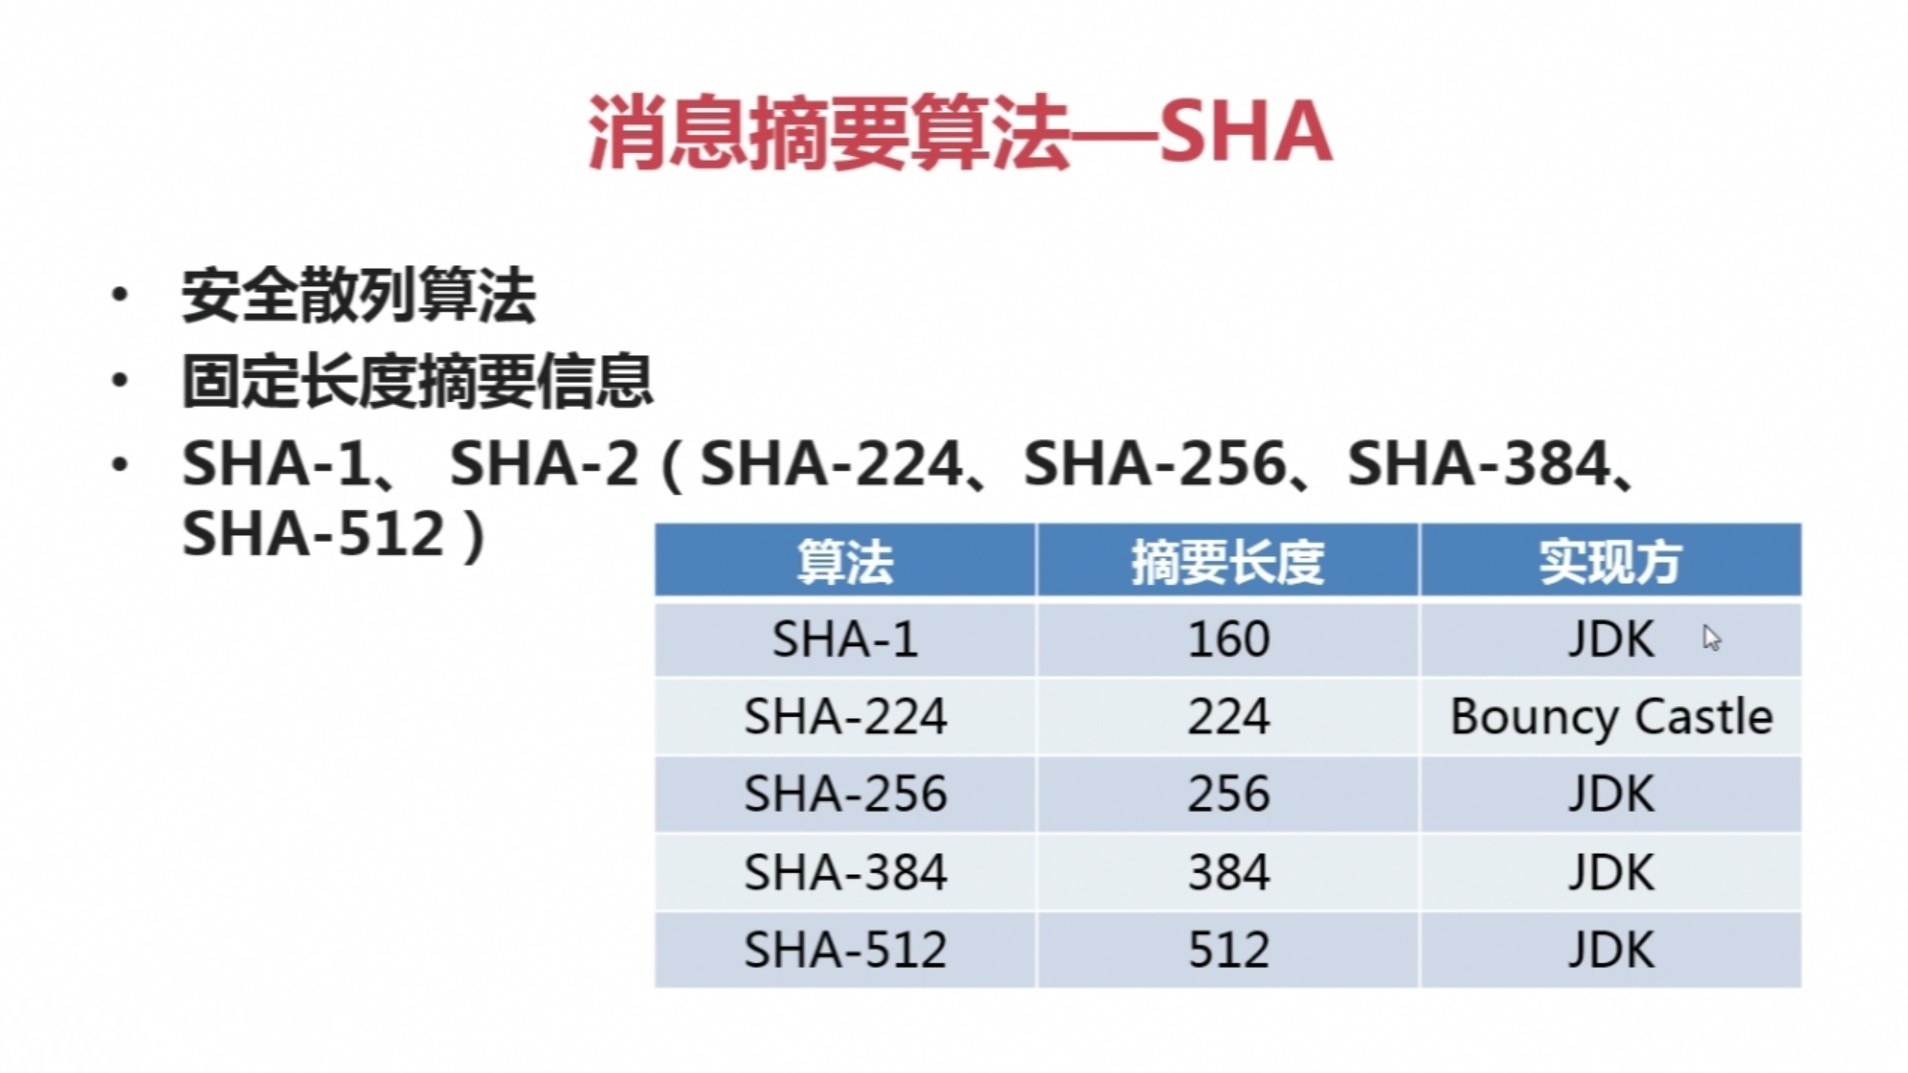 消息摘要算法—SHA
• 安全散列算法
• 固定长度摘要信息
• SHA-1、 SHA-2（SHA-224、SHA-256、SHA-384、
SHA-512）
算法 摘要长度 实现方
SHA-1 160 JDK
SHA-224 224 Bouncy Castle
SHA-256 256 JDK
SHA-384 384 JDK
SHA-512 512 JDK